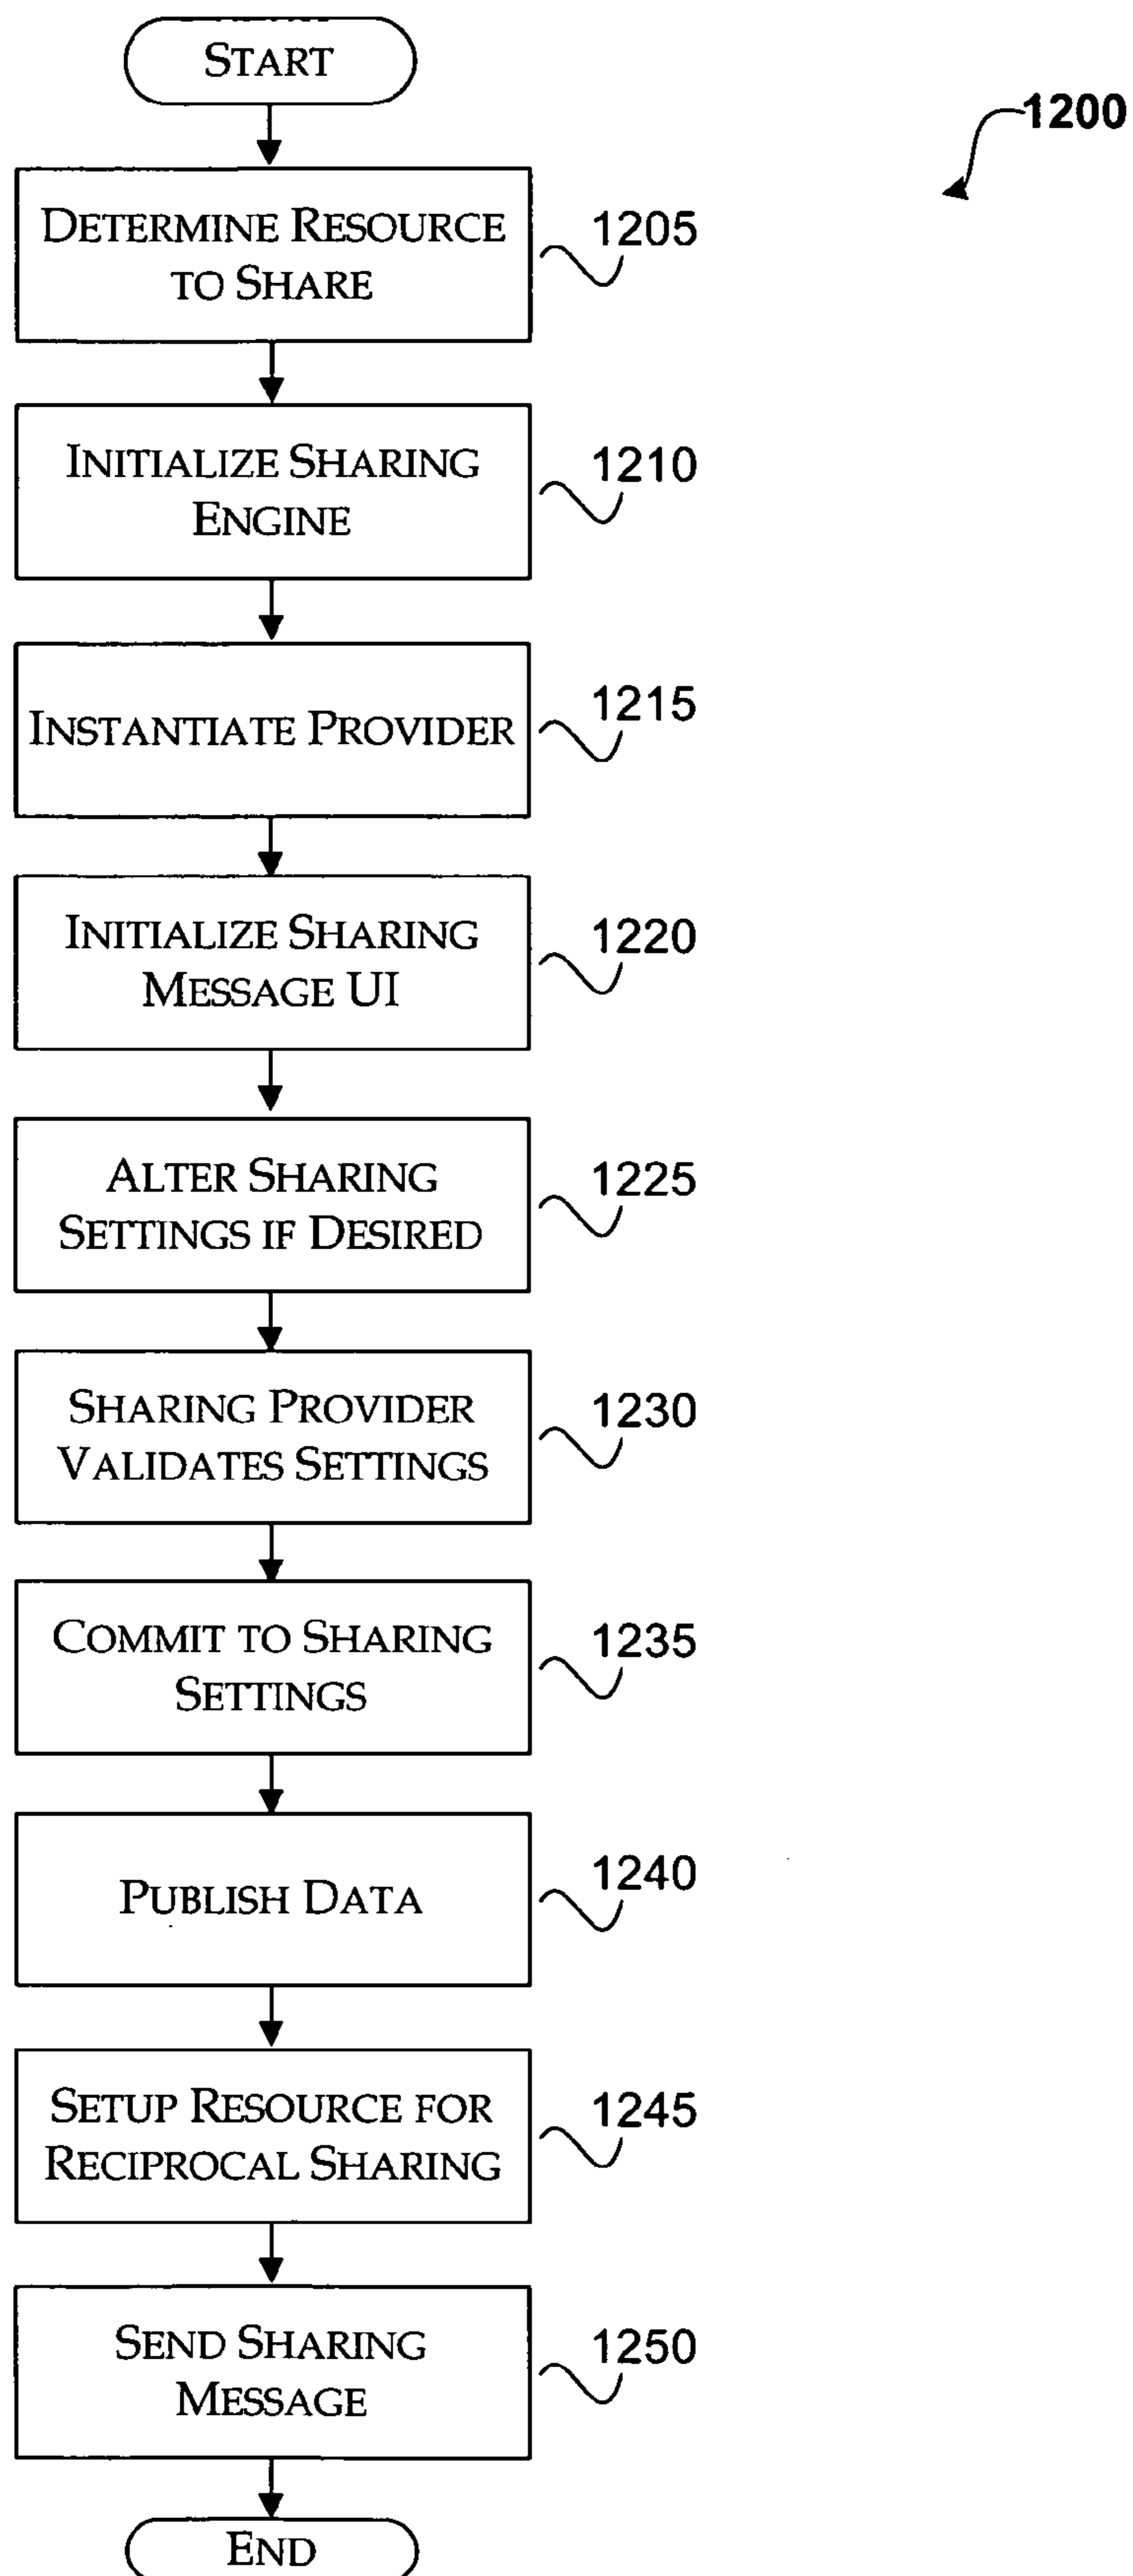 START
1200
DETERMINE RESOURCE
TO SHARE
1205
INITIALIZE SHARING
ENGINE
1210
INSTANTIATE PROVIDER
1215
INITIALIZE SHARING
MESSAGE UI
1220
ALTER SHARING
SETTINGS IF DESIRED
1225
SHARING PROVIDER
VALIDATES SETTINGS
1230
COMMIT TO SHARING
SETTINGS
1235
PUBLISH DATA
1240
SETUP RESOURCE FOR
RECIPROCAL SHARING
1245
SEND SHARING
MESSAGE
1250
END